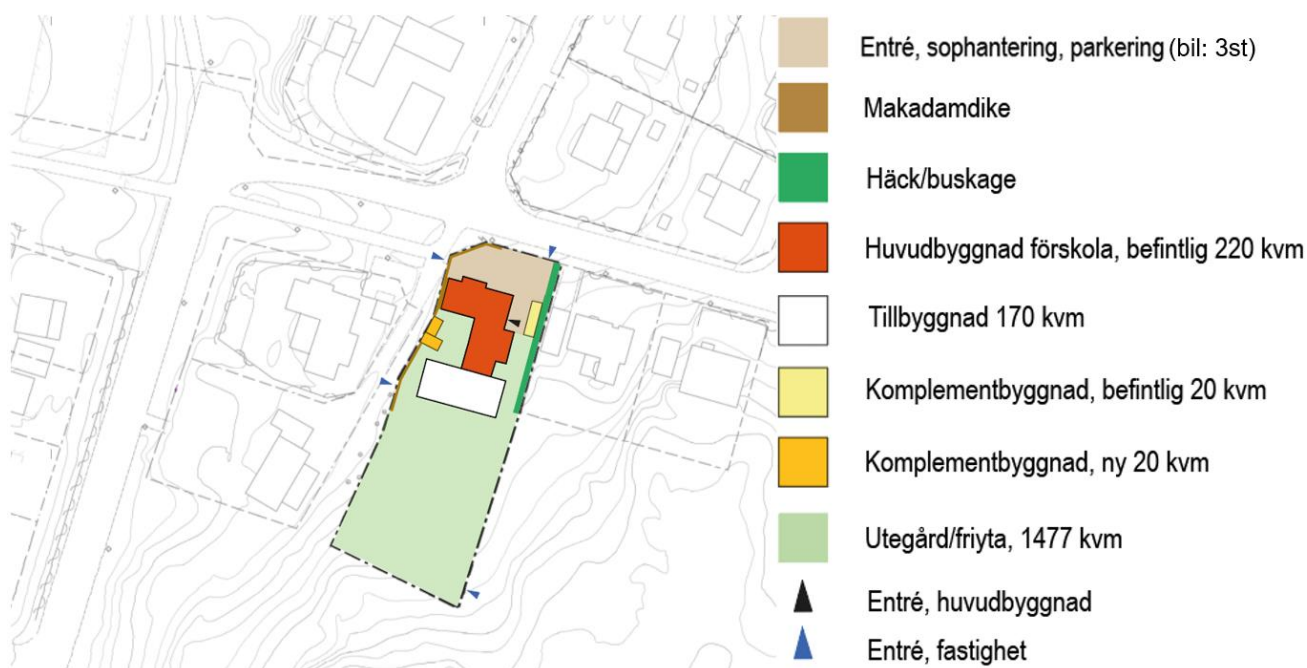 Entré, sophantering, parkering (bil: 3st)
Makadamdike
Häck/buskage
Huvudbyggnad förskola, befintlig 220 kvm
Tillbyggnad 170 kvm
Komplementbyggnad, befintlig 20 kvm
Komplementbyggnad, ny 20 kvm
Utegård/friyta, 1477 kvm
Entré, huvudbyggnad
Entré, fastighet